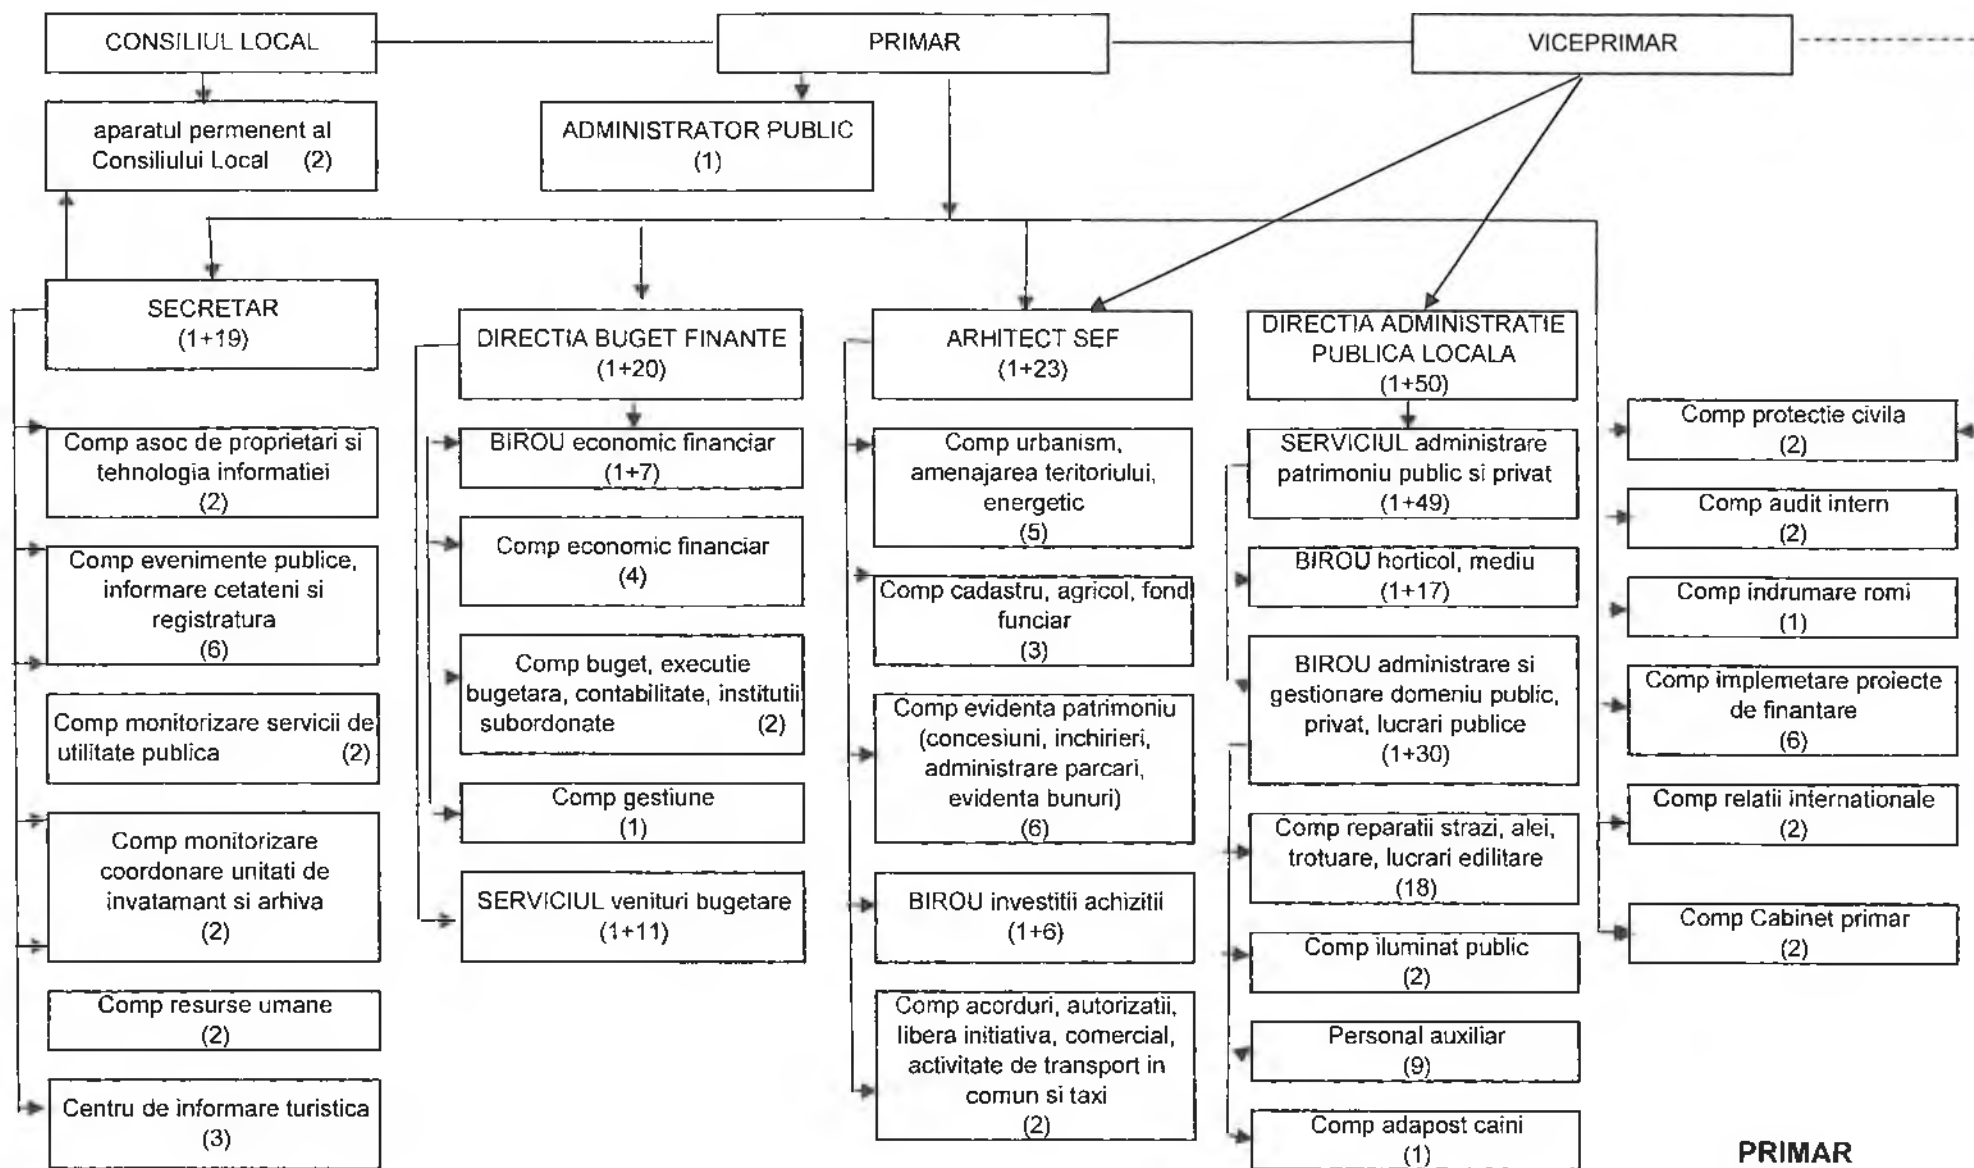 CONSILIUL LOCAL
PRIMAR
VICEPRIMAR
aparatul permenent al
Consiliului Local (2)
ADMINISTRATOR PUBLIC
(1)
SECRETAR
(1+19)
Comp asoc de proprietari si
tehnologia informatiei
(2)
Comp evenimente publice,
informare cetateni si
registratura
(6)
Comp monitorizare servicii de
utilitate publica (2)
Comp monitorizare
coordonare unitati de
invatamant si arhiva
(2)
Comp resurse umane
(2)
Centru de informare turistica
(3)
DIRECTIA BUGET FINANTE
(1+20)
BIROU economic financiar
(1+7)
Comp economic financiar
(4)
Comp buget, executie
bugetara, contabilitate, institutii
subordonate (2)
Comp gestiune
(1)
SERVICIUL venituri bugetare
(1+11)
ARHITECT SEF
(1+23)
Comp urbanism,
amenajarea teritoriului,
energetic
(5)
Comp cadastru, agricol, fond
funciar
(3)
Comp evidenta patrimoniu
(concesiuni, inchirieri,
administrare parcari,
evidenta bunuri)
(6)
BIROU investitii achizitii
(1+6)
Comp acorduri, autorizatii,
libera initiativa, comercial,
activitate de transport in
comun si taxi
(2)
DIRECTIA ADMINISTRATIE
PUBLICA LOCALA
(1+50)
SERVICIUL administrare
patrimoniu public si privat
(1+49)
BIROU horticol, mediu
(1+17)
BIROU administrare si
gestionare domeniu public,
privat, lucrari publice
(1+30)
Comp reparatii strazi, alei,
trotuare, lucrari edilitare
(18)
Comp iluminat public
(2)
Personal auxiliar
(9)
Comp adapost caini
(1)
Comp protectie civila
(2)
Comp audit intern
(2)
Comp indrumare romi
(1)
Comp implemetare proiecte
de finantare
(6)
Comp relatii internationale
(2)
Comp Cabinet primar
(2)
PRIMAR